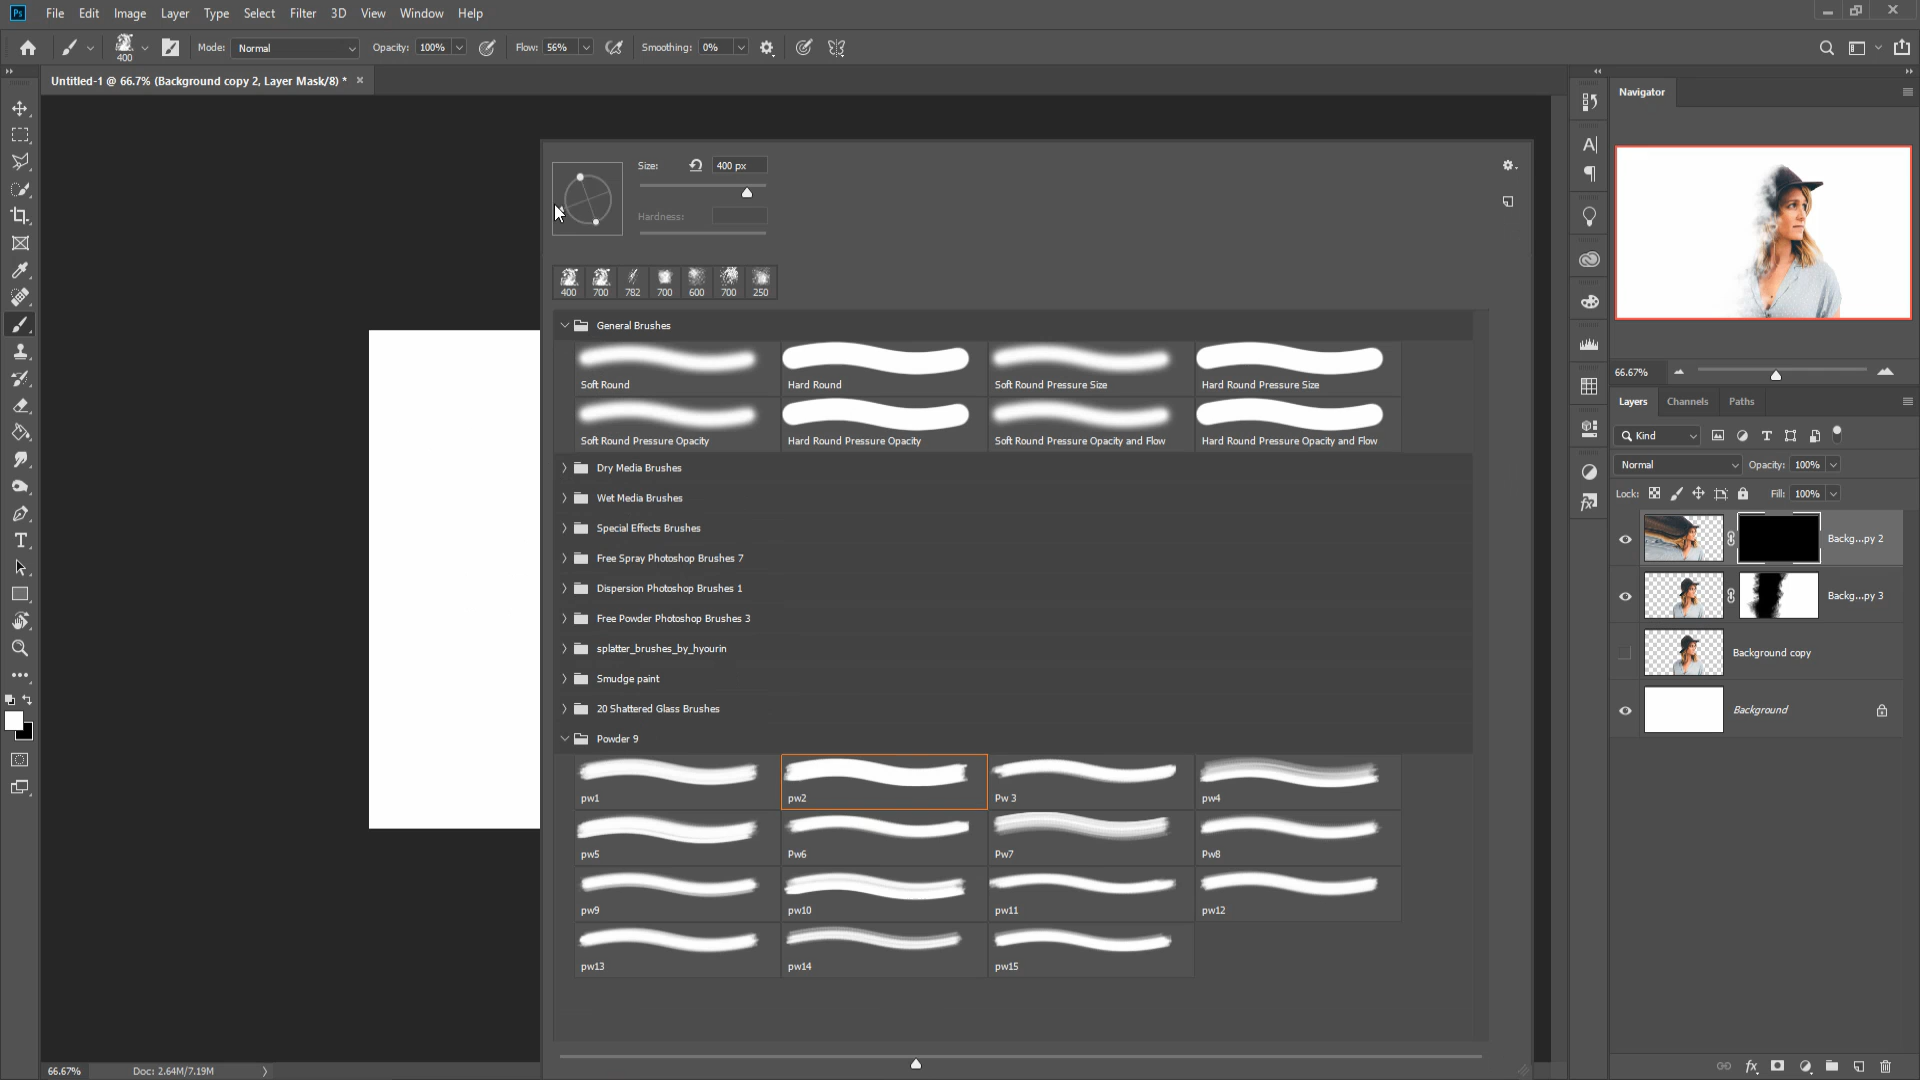 Ps File Edit Image Layer Type Select Filter 3D View Window Help
400 Mode: Normal Opacity: 100% Flow: 56% Smoothing: 0%
Untitled-1 @ 66.7% (Background copy 2, Layer Mask/8) *
Navigator
Size: 400 px
Hardness:
400 700 782 700 600 700 250
General Brushes
Soft Round Hard Round Soft Round Pressure Size Hard Round Pressure Size
Soft Round Pressure Opacity Hard Round Pressure Opacity Soft Round Pressure Opacity and Flow Hard Round Pressure Opacity and Flow
Dry Media Brushes
Wet Media Brushes
Special Effects Brushes
Free Spray Photoshop Brushes 7
Dispersion Photoshop Brushes 1
Free Powder Photoshop Brushes 3
splatter_brushes_by_hyourin
Smudge paint
20 Shattered Glass Brushes
Powder 9
pw1 pw2 Pw 3 pw4
pw5 Pw6 Pw7 Pw8
pw9 pw10 pw11 pw12
pw13 pw14 pw15
66.67%
Layers Channels Paths
Kind
Normal Opacity: 100%
Lock: Fill: 100%
Backg...py 2
Backg...py 3
Background copy
Background
66.67% Doc: 2.64M/7.19M